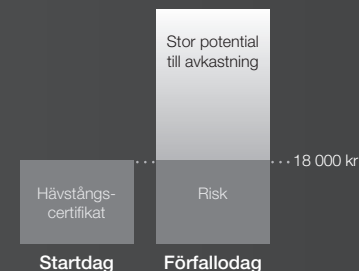 Stor potential
till avkastning
18 000 kr
Hävstångs-
certifikat
Risk
Startdag
Förfallodag